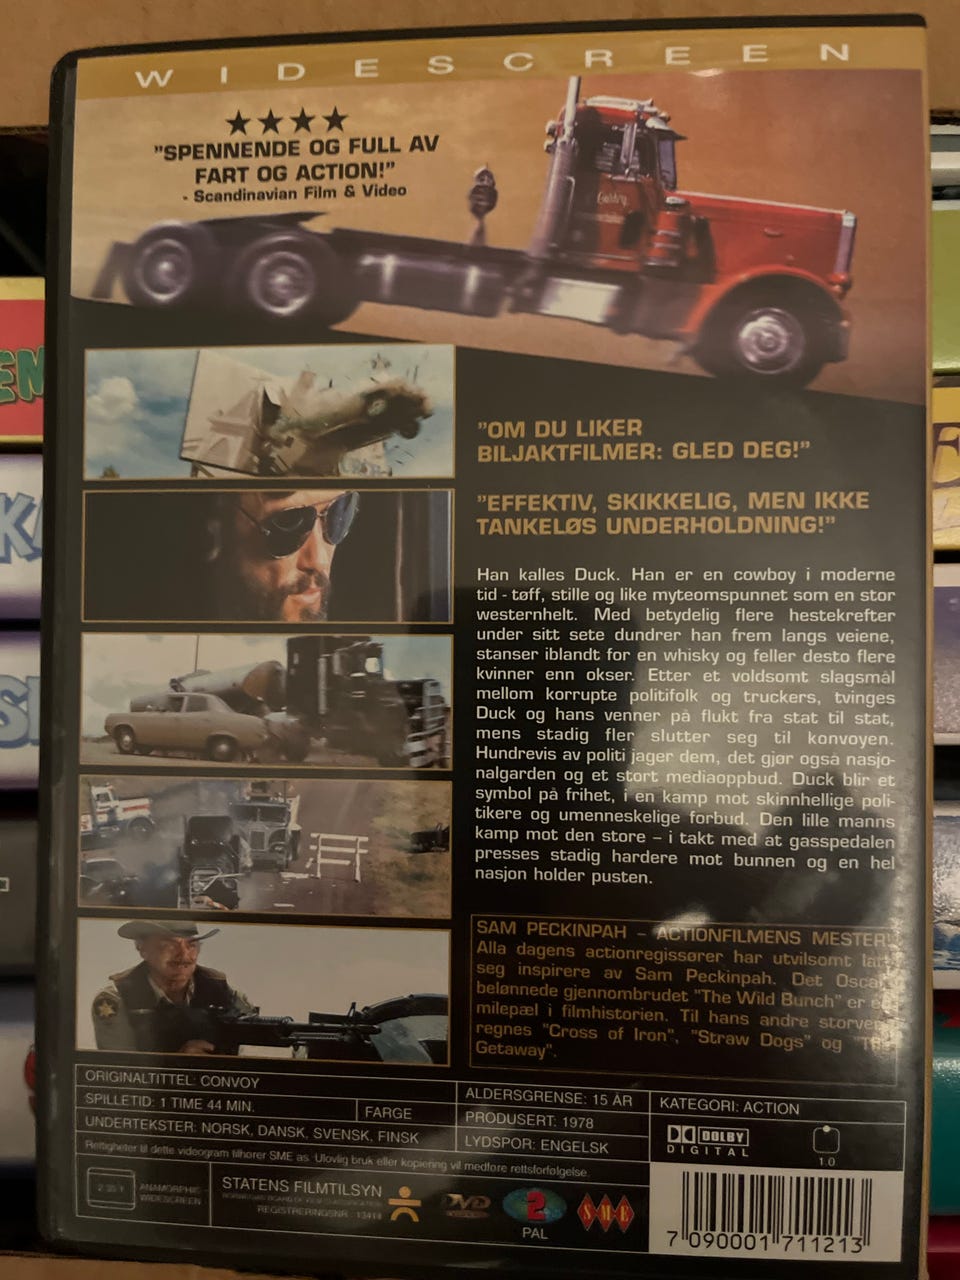 WIDESCREEN
"SPENNENDE OG FULL AV
FART OG ACTION!"
- Scandinavian Film & Video
"OM DU LIKER
BILJAKTFILMER: GLED DEG!"
"EFFEKTIV, SKIKKELIG, MEN IKKE
TANKELØS UNDERHOLDNING!"
Han kalles Duck. Han er en cowboy i moderne
tid - tøff, stille og like myteomspunnet som en stor
westernhelt. Med betydelig flere hestekrefter
under sitt sete dundrer han frem langs veiene,
stanser iblandt for en whisky og feller desto flere
kvinner enn okser. Etter et voldsomt slagsmål
mellom korrupte politifolk og truckers, tvinges
Duck og hans venner på flukt fra stat til stat,
mens stadig fler slutter seg til konvoyen.
Hundrevis av politi jager dem, det gjør også nasjo-
nalgarden og et stort mediaoppbud. Duck blir et
symbol på frihet, i en kamp mot skinnhellige poli-
tikere og umenneskelige forbud. Den lille manns
kamp mot den store – i takt med at gasspedalen
presses stadig hardere mot bunnen og en hel
nasjon holder pusten.
SAM PECKINPAH – ACTIONFILMENS MESTER!
Alla dagens actionregissører har utvilsomt latt
seg inspirere av Sam Peckinpah. Det Oscar-
belønnede gjennombrudet "The Wild Bunch" er en
milepæl i filmhistorien. Til hans andre storverk
regnes "Cross of Iron", "Straw Dogs" og "The
Getaway".
ORIGINALTITTEL: CONVOY
SPILLETID: 1 TIME 44 MIN.
FARGE
UNDERTEKSTER: NORSK, DANSK, SVENSK, FINSK
ALDERSGRENSE: 15 ÅR
PRODUSERT: 1978
LYDSPOR: ENGELSK
KATEGORI: ACTION
DOLBY
DIGITAL
1.0
Rettigheter til dette videogram tilhører SME as. Ulovlig bruk eller kopiering vil medføre rettsforfølgelse.
2.35:1
ANAMORPHIC
WIDESCREEN
STATENS FILMTILSYN
NORWEGIAN BOARD OF FILM CLASSIFICATION
REGISTRERINGSNR.: 13414
DVD
2
PAL
S·M·E
7 090001 711213